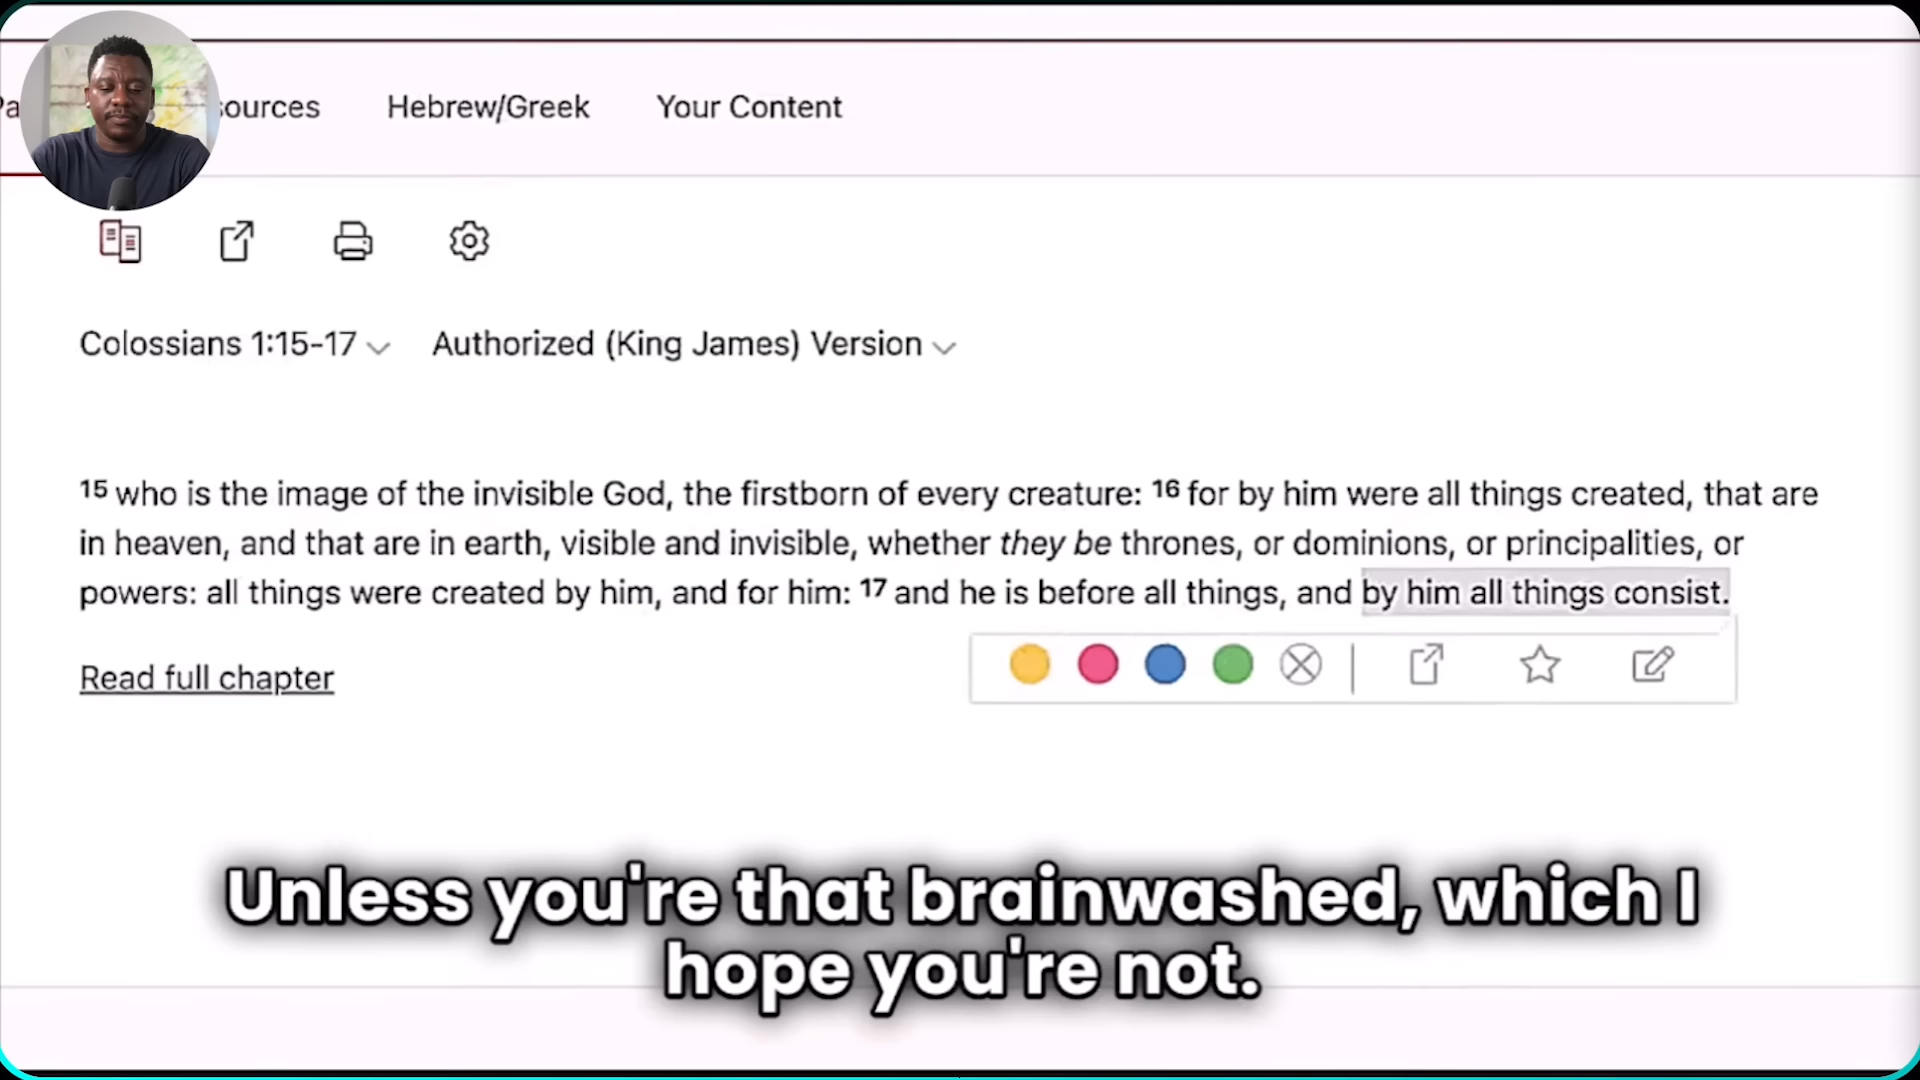 Pa
ources
Hebrew/Greek
Your Content
Colossians 1:15-17
Authorized (King James) Version
15 who is the image of the invisible God, the firstborn of every creature: 16 for by him were all things created, that are
in heaven, and that are in earth, visible and invisible, whether they be thrones, or dominions, or principalities, or
powers: all things were created by him, and for him: 17 and he is before all things, and by him all things consist.
Read full chapter
Unless you're that brainwashed, which I
hope you're not.